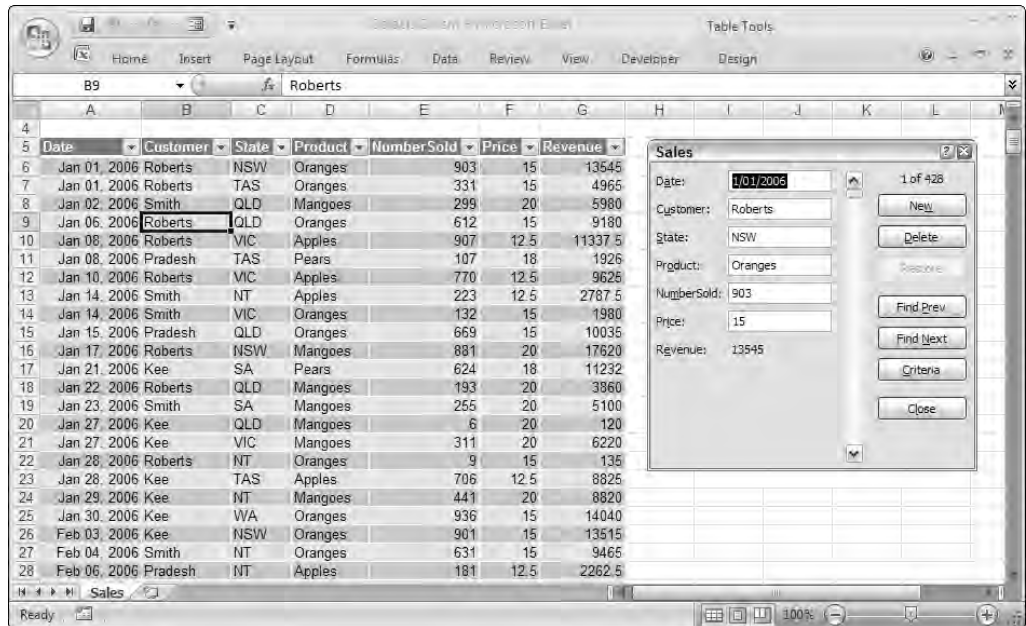 Table Tools
Home Insert Page Layout Formulas Data Review View Developer Design
B9 fx Roberts
A B C D E F G H I J K L
4
5 Date Customer State Product NumberSold Price Revenue
6 Jan 01, 2006 Roberts NSW Oranges 903 15 13545
7 Jan 01, 2006 Roberts TAS Oranges 331 15 4965
8 Jan 02, 2006 Smith QLD Mangoes 299 20 5980
9 Jan 06, 2006 Roberts QLD Oranges 612 15 9180
10 Jan 08, 2006 Roberts VIC Apples 907 12.5 11337.5
11 Jan 08, 2006 Pradesh TAS Pears 107 18 1926
12 Jan 10, 2006 Roberts VIC Apples 770 12.5 9625
13 Jan 14, 2006 Smith NT Apples 223 12.5 2787.5
14 Jan 14, 2006 Smith VIC Oranges 132 15 1980
15 Jan 15, 2006 Pradesh QLD Oranges 669 15 10035
16 Jan 17, 2006 Roberts NSW Mangoes 881 20 17620
17 Jan 21, 2006 Kee SA Pears 624 18 11232
18 Jan 22, 2006 Roberts QLD Mangoes 193 20 3860
19 Jan 23, 2006 Smith SA Mangoes 255 20 5100
20 Jan 27, 2006 Kee QLD Mangoes 6 20 120
21 Jan 27, 2006 Kee VIC Mangoes 311 20 6220
22 Jan 28, 2006 Roberts NT Oranges 9 15 135
23 Jan 28, 2006 Kee TAS Apples 706 12.5 8825
24 Jan 29, 2006 Kee NT Mangoes 441 20 8820
25 Jan 30, 2006 Kee WA Oranges 936 15 14040
26 Feb 03, 2006 Kee NSW Oranges 901 15 13515
27 Feb 04, 2006 Smith NT Oranges 631 15 9465
28 Feb 06, 2006 Pradesh NT Apples 181 12.5 2262.5
Sales
Date: 1/01/2006 1 of 428
Customer: Roberts New
State: NSW Delete
Product: Oranges Restore
NumberSold: 903 Find Prev
Price: 15 Find Next
Revenue: 13545 Criteria
Close
Sales
Ready 100%